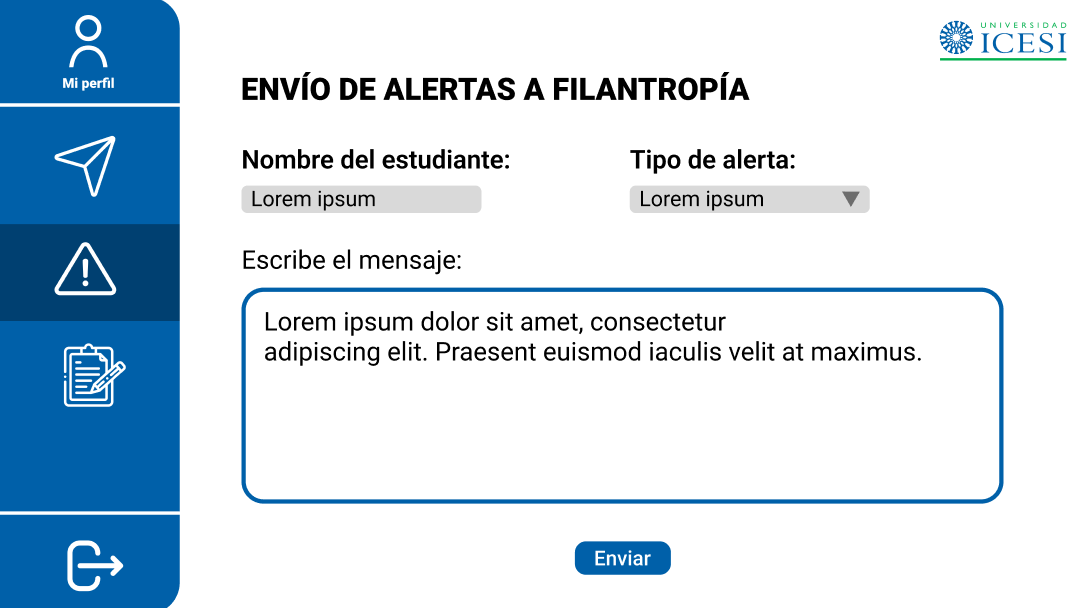 Mi perfil
UNIVERSIDAD
ICESI
ENVÍO DE ALERTAS A FILANTROPÍA
Nombre del estudiante:
Lorem ipsum
Tipo de alerta:
Lorem ipsum
Escribe el mensaje:
Lorem ipsum dolor sit amet, consectetur
adipiscing elit. Praesent euismod iaculis velit at maximus.
Enviar